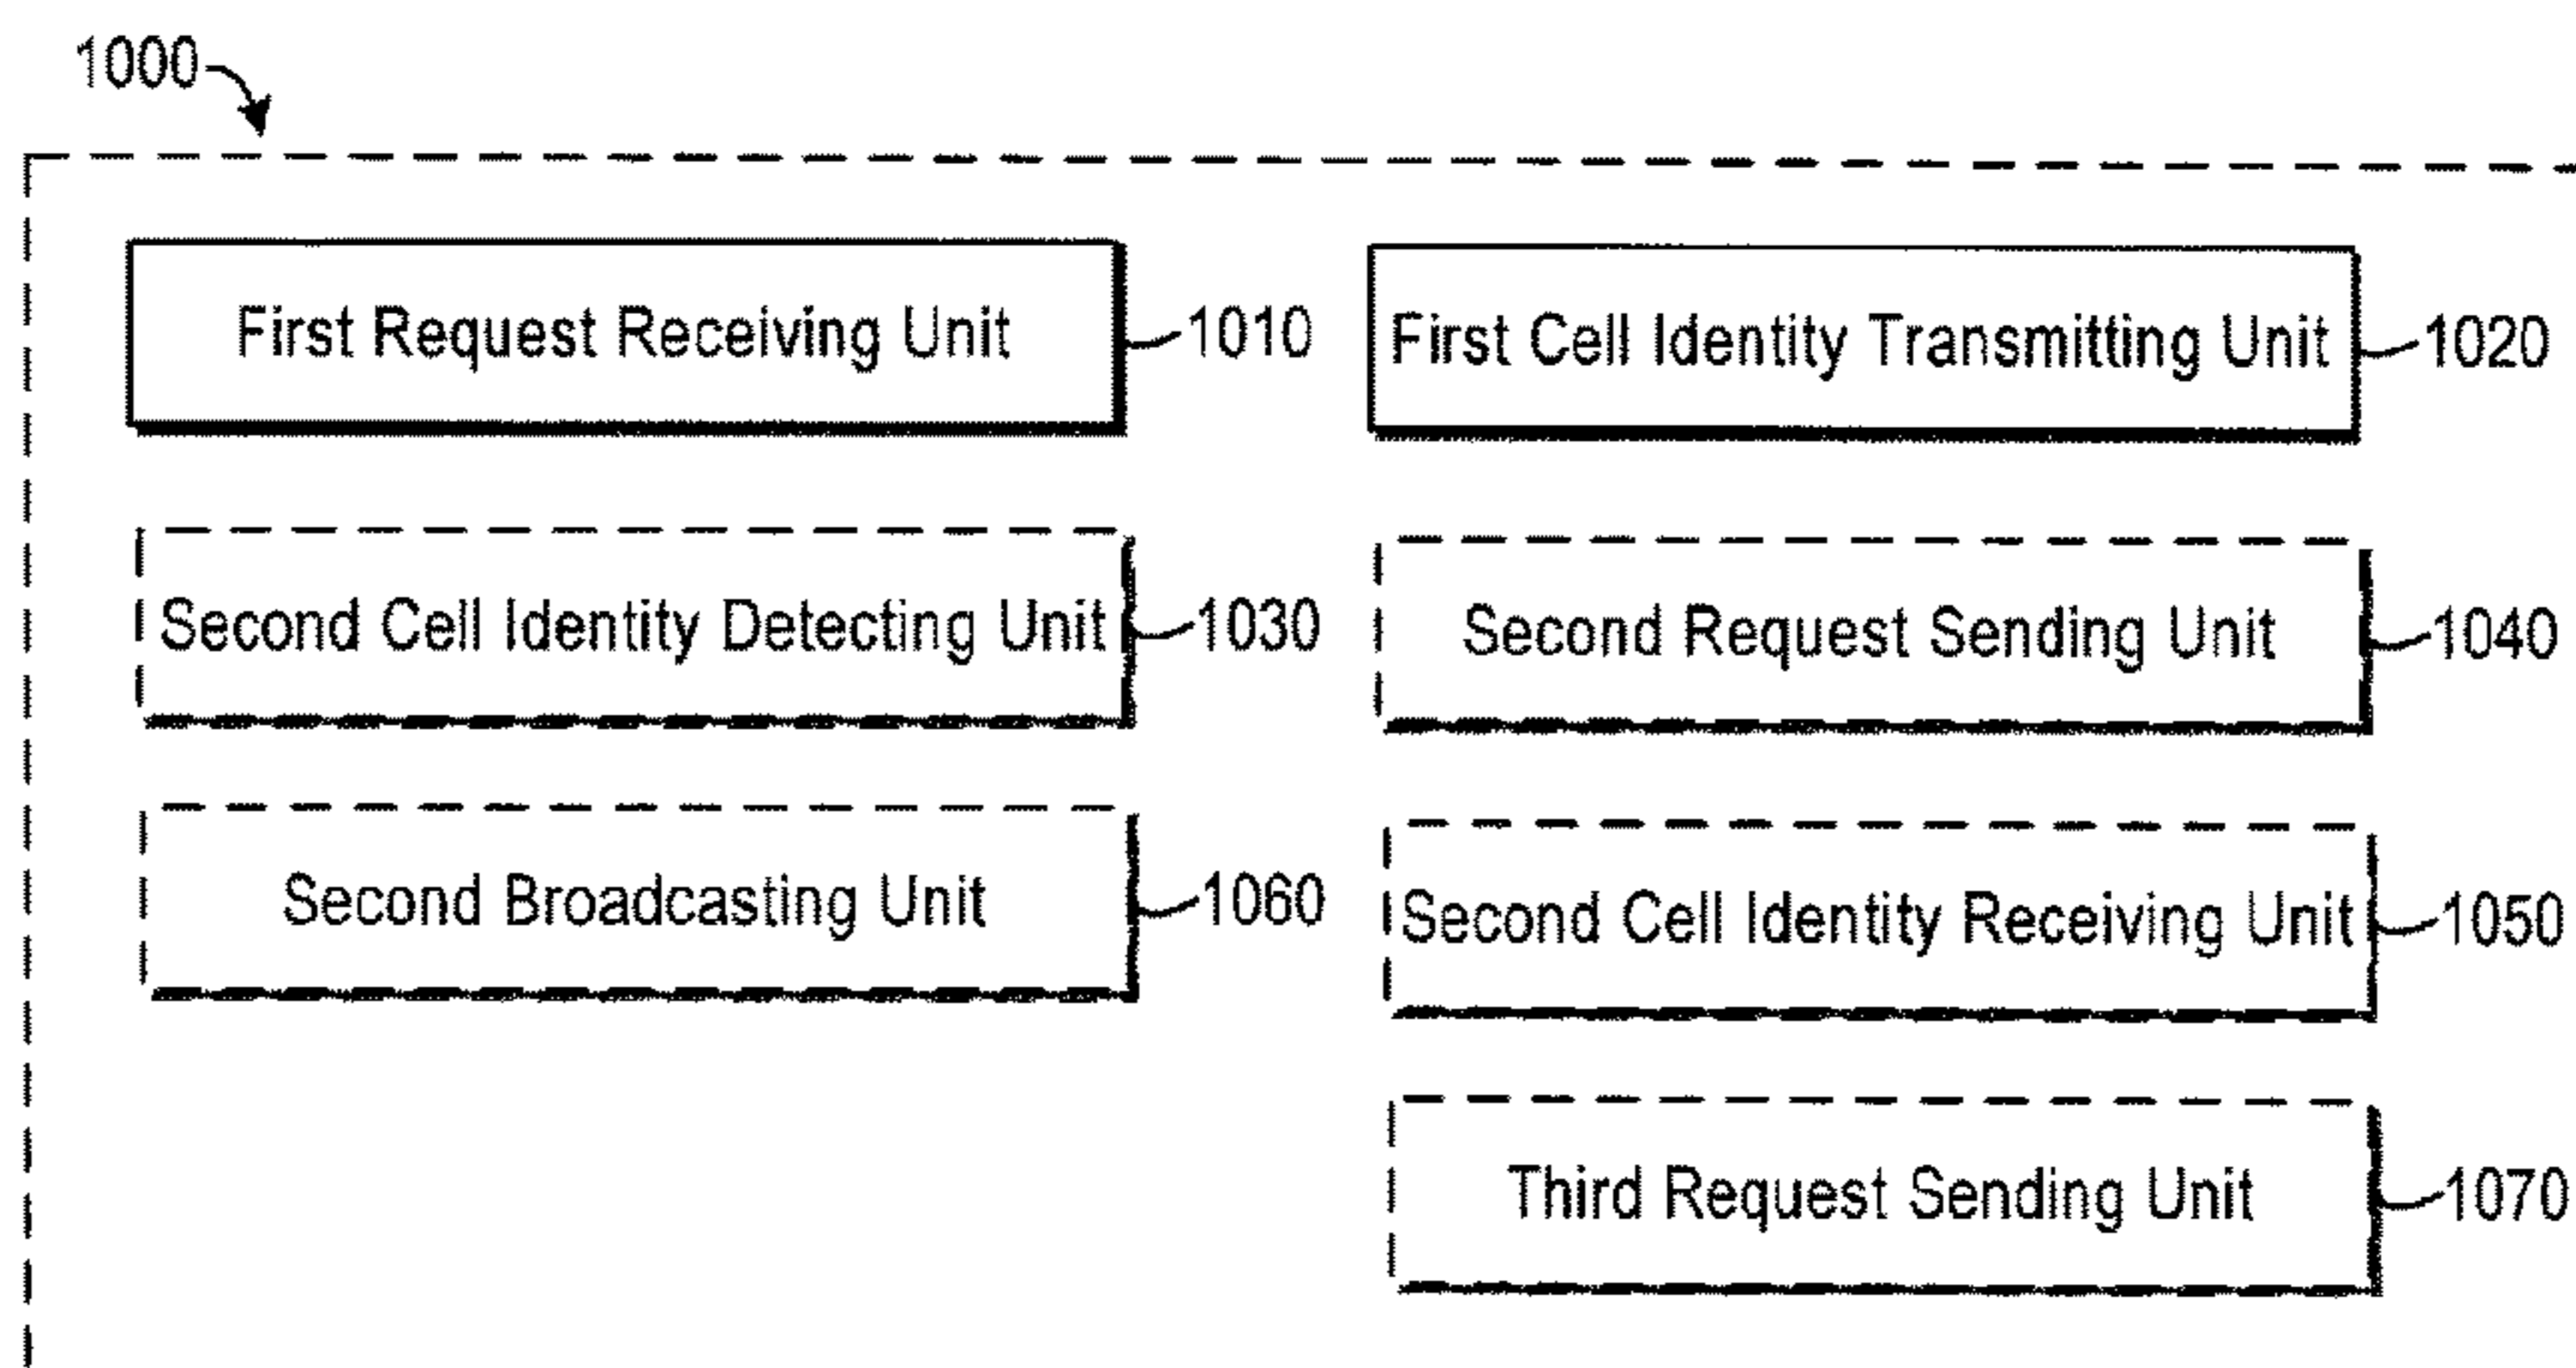 1000
First Request Receiving Unit 1010
First Cell Identity Transmitting Unit 1020
Second Cell Identity Detecting Unit 1030
Second Request Sending Unit 1040
Second Broadcasting Unit 1060
Second Cell Identity Receiving Unit 1050
Third Request Sending Unit 1070